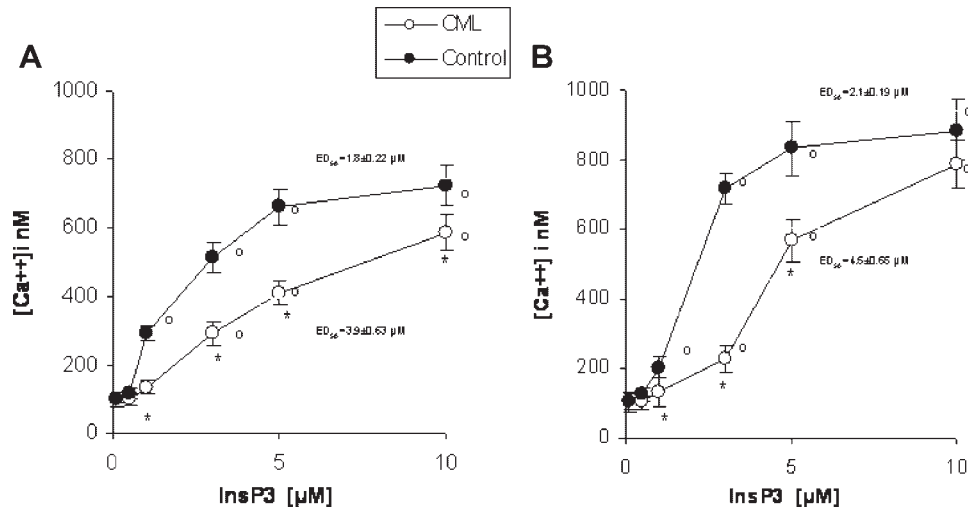 CML
Control
A
1000
800
600
400
200
0
[Ca++]i nM
ED50=1.8±0.22 µM
ED50=3.9±0.63 µM
o
o
o
o
o
o
o
*
*
*
*
0
5
10
InsP3 [µM]
B
1000
800
600
400
200
0
[Ca++]i nM
ED50=2.1±0.19 µM
ED50=4.5±0.65 µM
o
o
o
o
o
o
o
*
*
*
0
5
10
InsP3 [µM]